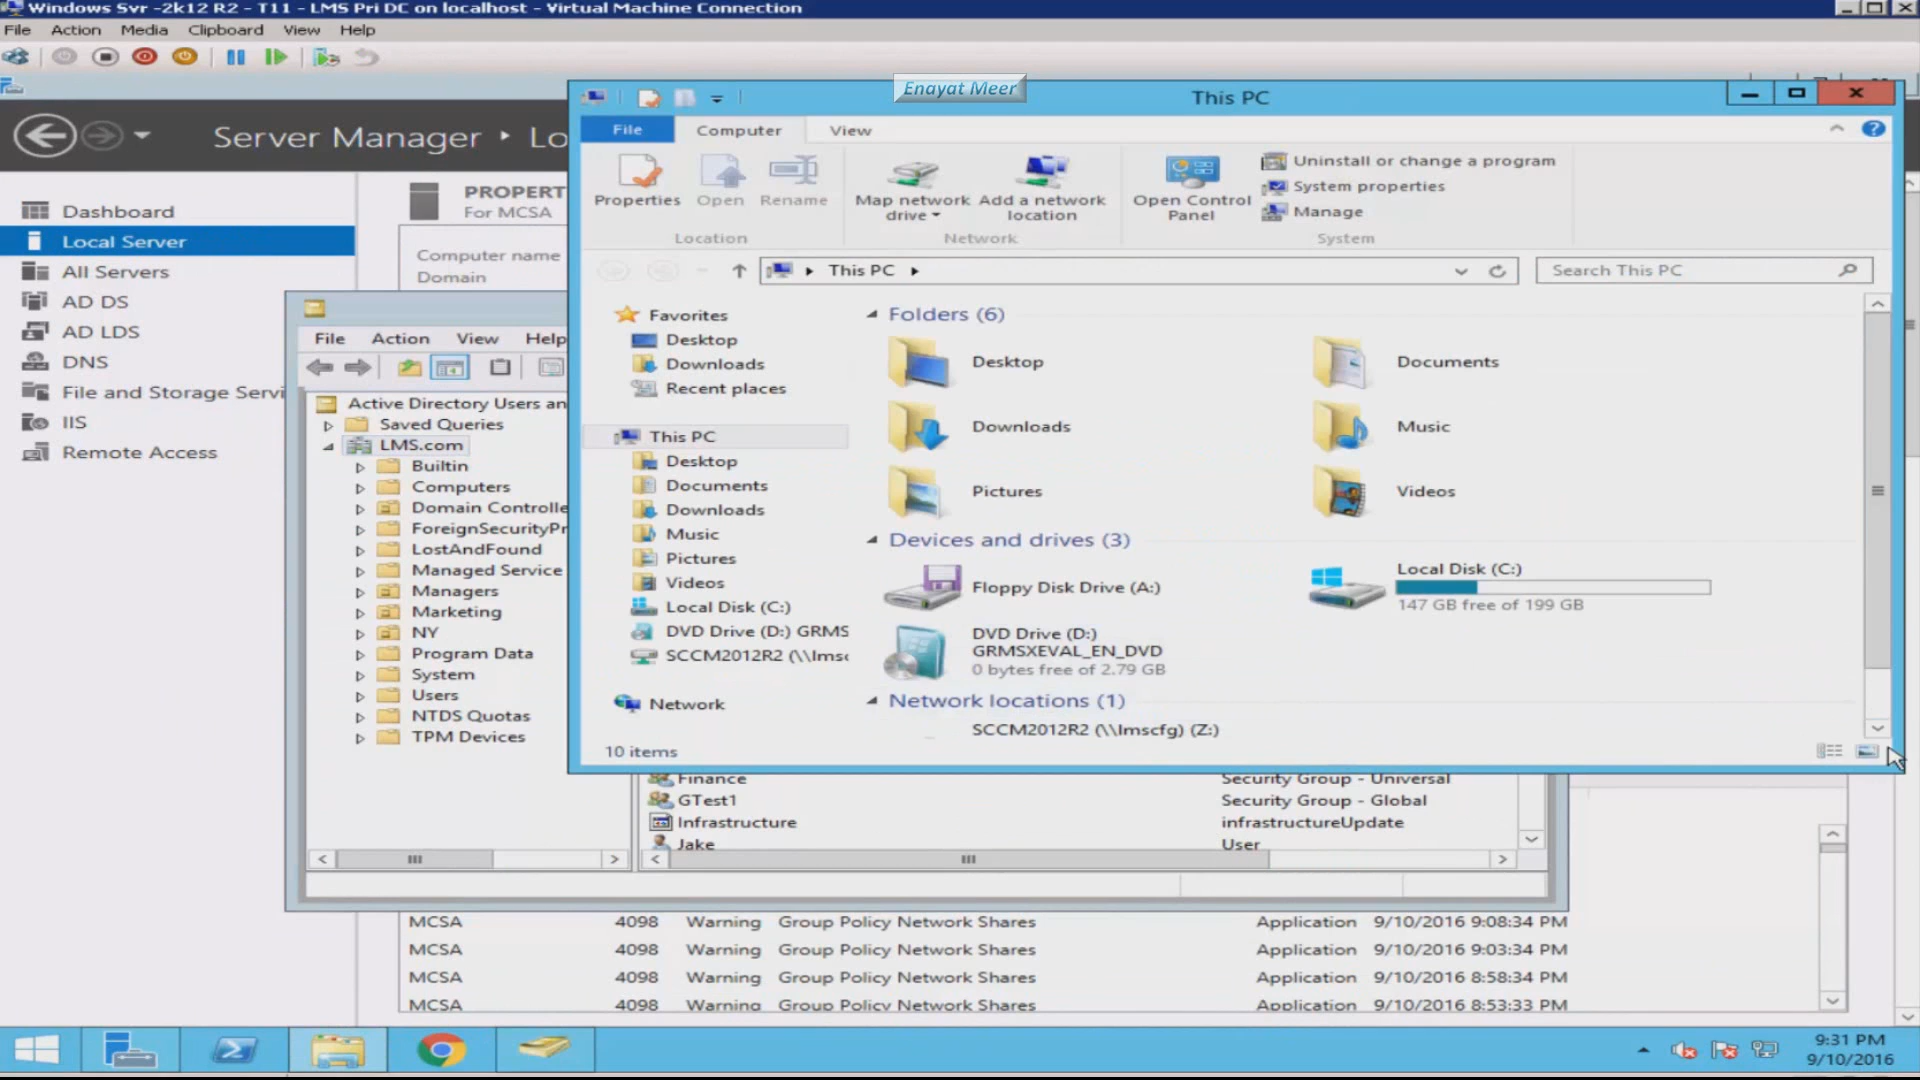 Windows Svr -2k12 R2 - T11 - LMS Pri DC on localhost - Virtual Machine Connection
File Action Media Clipboard View Help
Enayat Meer
This PC
File Computer View
Properties Open Rename
Location
Map network drive Add a network location
Network
Open Control Panel
Uninstall or change a program
System properties
Manage
System
This PC
Search This PC
Server Manager
Dashboard
Local Server
All Servers
AD DS
AD LDS
DNS
File and Storage Servi
IIS
Remote Access
PROPERT
For MCSA
Computer name
Domain
File Action View Help
Active Directory Users an
Saved Queries
LMS.com
Builtin
Computers
Domain Controlle
ForeignSecurityPr
LostAndFound
Managed Service
Managers
Marketing
NY
Program Data
System
Users
NTDS Quotas
TPM Devices
Favorites
Desktop
Downloads
Recent places
This PC
Desktop
Documents
Downloads
Music
Pictures
Videos
Local Disk (C:)
DVD Drive (D:) GRMS
SCCM2012R2 (\\lmsc
Network
Folders (6)
Desktop
Documents
Downloads
Music
Pictures
Videos
Devices and drives (3)
Floppy Disk Drive (A:)
Local Disk (C:)
147 GB free of 199 GB
DVD Drive (D:)
GRMSXEVAL_EN_DVD
0 bytes free of 2.79 GB
Network locations (1)
SCCM2012R2 (\\lmscfg) (Z:)
10 items
Finance Security Group - Universal
GTest1 Security Group - Global
Infrastructure infrastructureUpdate
Jake User
MCSA 4098 Warning Group Policy Network Shares Application 9/10/2016 9:08:34 PM
MCSA 4098 Warning Group Policy Network Shares Application 9/10/2016 9:03:34 PM
MCSA 4098 Warning Group Policy Network Shares Application 9/10/2016 8:58:34 PM
MCSA 4098 Warning Group Policy Network Shares Application 9/10/2016 8:53:33 PM
9:31 PM
9/10/2016